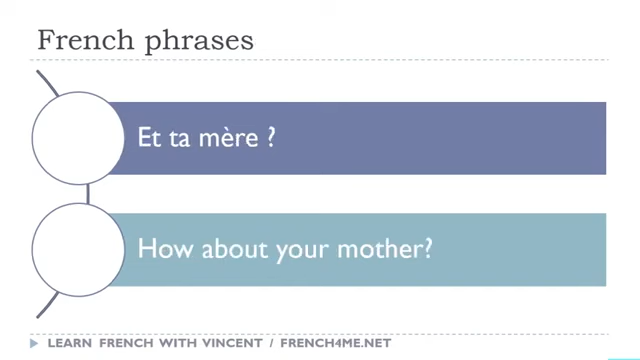 French phrases
Et ta mère ?
How about your mother?
LEARN FRENCH WITH VINCENT / FRENCH4ME.NET